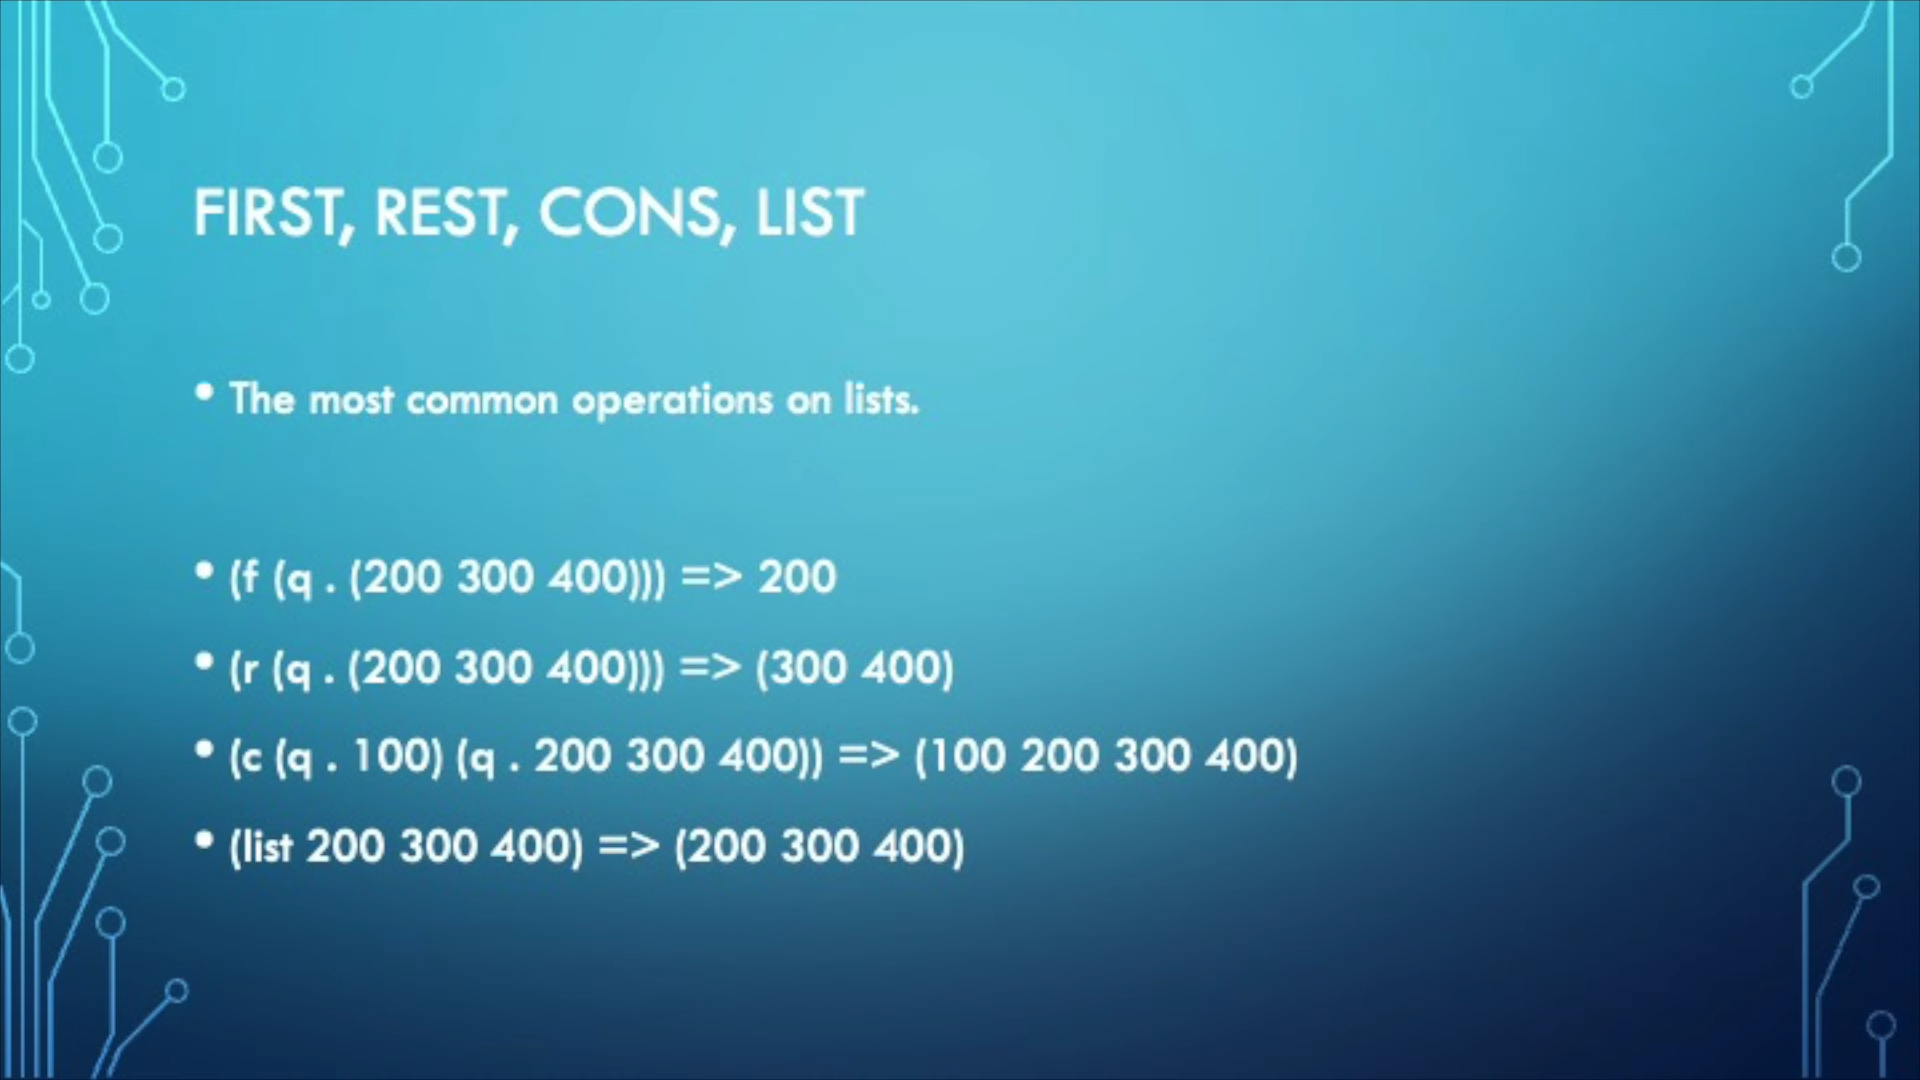 FIRST, REST, CONS, LIST
• The most common operations on lists.
• (f (q . (200 300 400))) => 200
• (r (q . (200 300 400))) => (300 400)
• (c (q . 100) (q . 200 300 400)) => (100 200 300 400)
• (list 200 300 400) => (200 300 400)